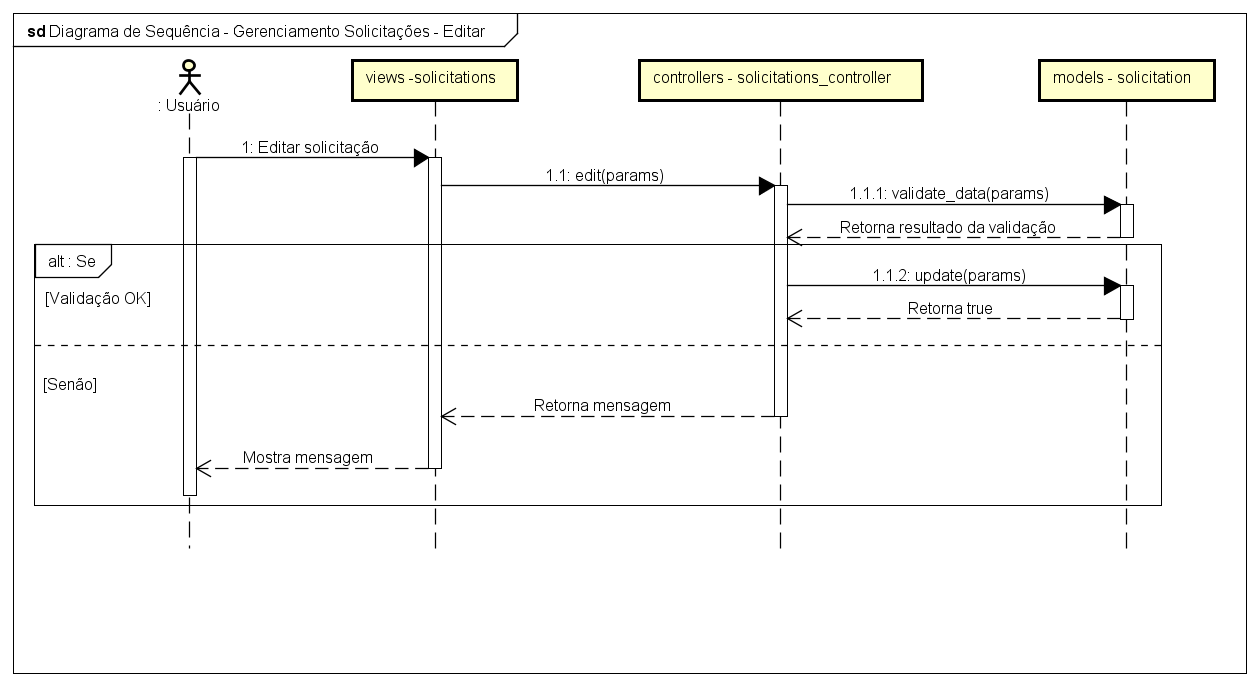 sd Diagrama de Sequência - Gerenciamento Solicitações - Editar
: Usuário
views -solicitations
controllers - solicitations_controller
models - solicitation
1: Editar solicitação
1.1: edit(params)
1.1.1: validate_data(params)
Retorna resultado da validação
alt : Se
[Validação OK]
1.1.2: update(params)
Retorna true
[Senão]
Retorna mensagem
Mostra mensagem